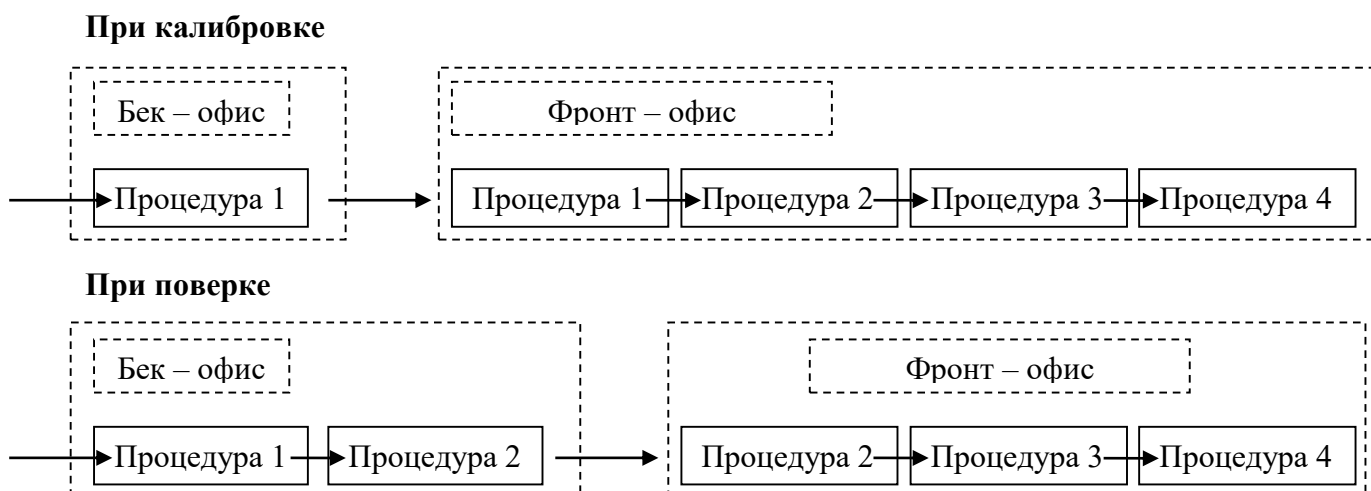 При калибровке
Бек – офис
Фронт – офис
Процедура 1
Процедура 1
Процедура 2
Процедура 3
Процедура 4
При поверке
Бек – офис
Фронт – офис
Процедура 1
Процедура 2
Процедура 2
Процедура 3
Процедура 4